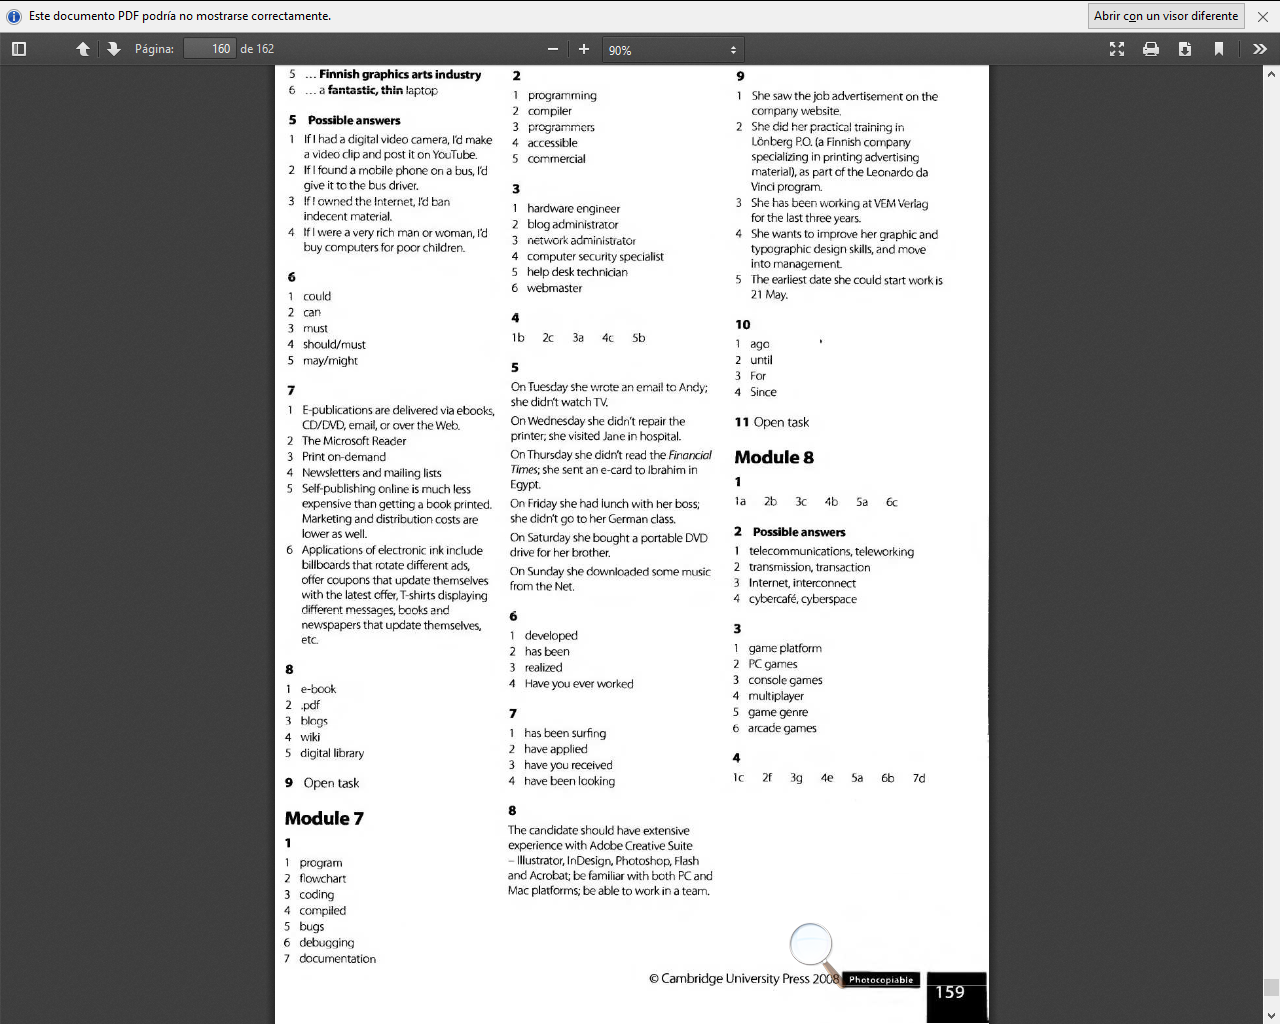 Este documento PDF podría no mostrarse correctamente.
Abrir con un visor diferente
Página: 160 de 162
90%
5 ... Finnish graphics arts industry
6 ... a fantastic, thin laptop
5 Possible answers
1 If I had a digital video camera, I'd make
a video clip and post it on YouTube.
2 If I found a mobile phone on a bus, I'd
give it to the bus driver.
3 If I owned the Internet, I'd ban
indecent material.
4 If I were a very rich man or woman, I'd
buy computers for poor children.
6
1 could
2 can
3 must
4 should/must
5 may/might
7
1 E-publications are delivered via ebooks,
CD/DVD, email, or over the Web.
2 The Microsoft Reader
3 Print on-demand
4 Newsletters and mailing lists
5 Self-publishing online is much less
expensive than getting a book printed.
Marketing and distribution costs are
lower as well.
6 Applications of electronic ink include
billboards that rotate different ads,
offer coupons that update themselves
with the latest offer, T-shirts displaying
different messages, books and
newspapers that update themselves,
etc.
8
1 e-book
2 .pdf
3 blogs
4 wiki
5 digital library
9 Open task
Module 7
1
1 program
2 flowchart
3 coding
4 compiled
5 bugs
6 debugging
7 documentation
2
1 programming
2 compiler
3 programmers
4 accessible
5 commercial
3
1 hardware engineer
2 blog administrator
3 network administrator
4 computer security specialist
5 help desk technician
6 webmaster
4
1b 2c 3a 4c 5b
5
On Tuesday she wrote an email to Andy;
she didn't watch TV.
On Wednesday she didn't repair the
printer; she visited Jane in hospital.
On Thursday she didn't read the Financial
Times; she sent an e-card to Ibrahim in
Egypt.
On Friday she had lunch with her boss;
she didn't go to her German class.
On Saturday she bought a portable DVD
drive for her brother.
On Sunday she downloaded some music
from the Net.
6
1 developed
2 has been
3 realized
4 Have you ever worked
7
1 has been surfing
2 have applied
3 have you received
4 have been looking
8
The candidate should have extensive
experience with Adobe Creative Suite
– Illustrator, InDesign, Photoshop, Flash
and Acrobat; be familiar with both PC and
Mac platforms; be able to work in a team.
9
1 She saw the job advertisement on the
company website.
2 She did her practical training in
Lönberg P.O. (a Finnish company
specializing in printing advertising
material), as part of the Leonardo da
Vinci program.
3 She has been working at VEM Verlag
for the last three years.
4 She wants to improve her graphic and
typographic design skills, and move
into management.
5 The earliest date she could start work is
21 May.
10
1 ago
2 until
3 For
4 Since
11 Open task
Module 8
1
1a 2b 3c 4b 5a 6c
2 Possible answers
1 telecommunications, teleworking
2 transmission, transaction
3 Internet, interconnect
4 cybercafé, cyberspace
3
1 game platform
2 PC games
3 console games
4 multiplayer
5 game genre
6 arcade games
4
1c 2f 3g 4e 5a 6b 7d
© Cambridge University Press 2008 Photocopiable
159